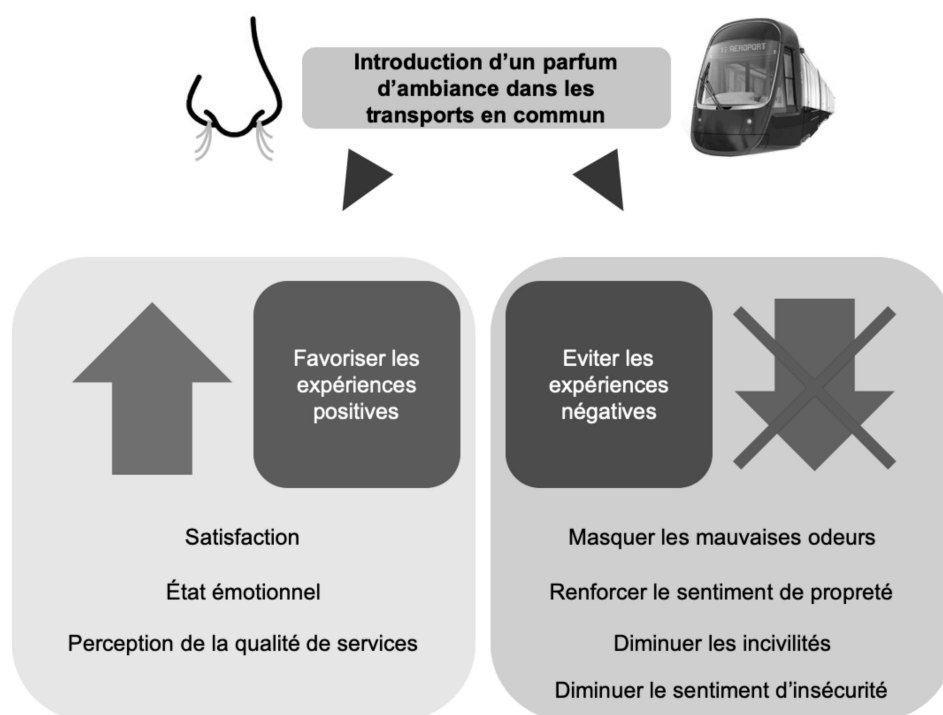 Introduction d’un parfum
d’ambiance dans les
transports en commun
T1 AEROPORT
Favoriser les
expériences
positives
Eviter les
expériences
négatives
Satisfaction
État émotionnel
Perception de la qualité de services
Masquer les mauvaises odeurs
Renforcer le sentiment de propreté
Diminuer les incivilités
Diminuer le sentiment d’insécurité